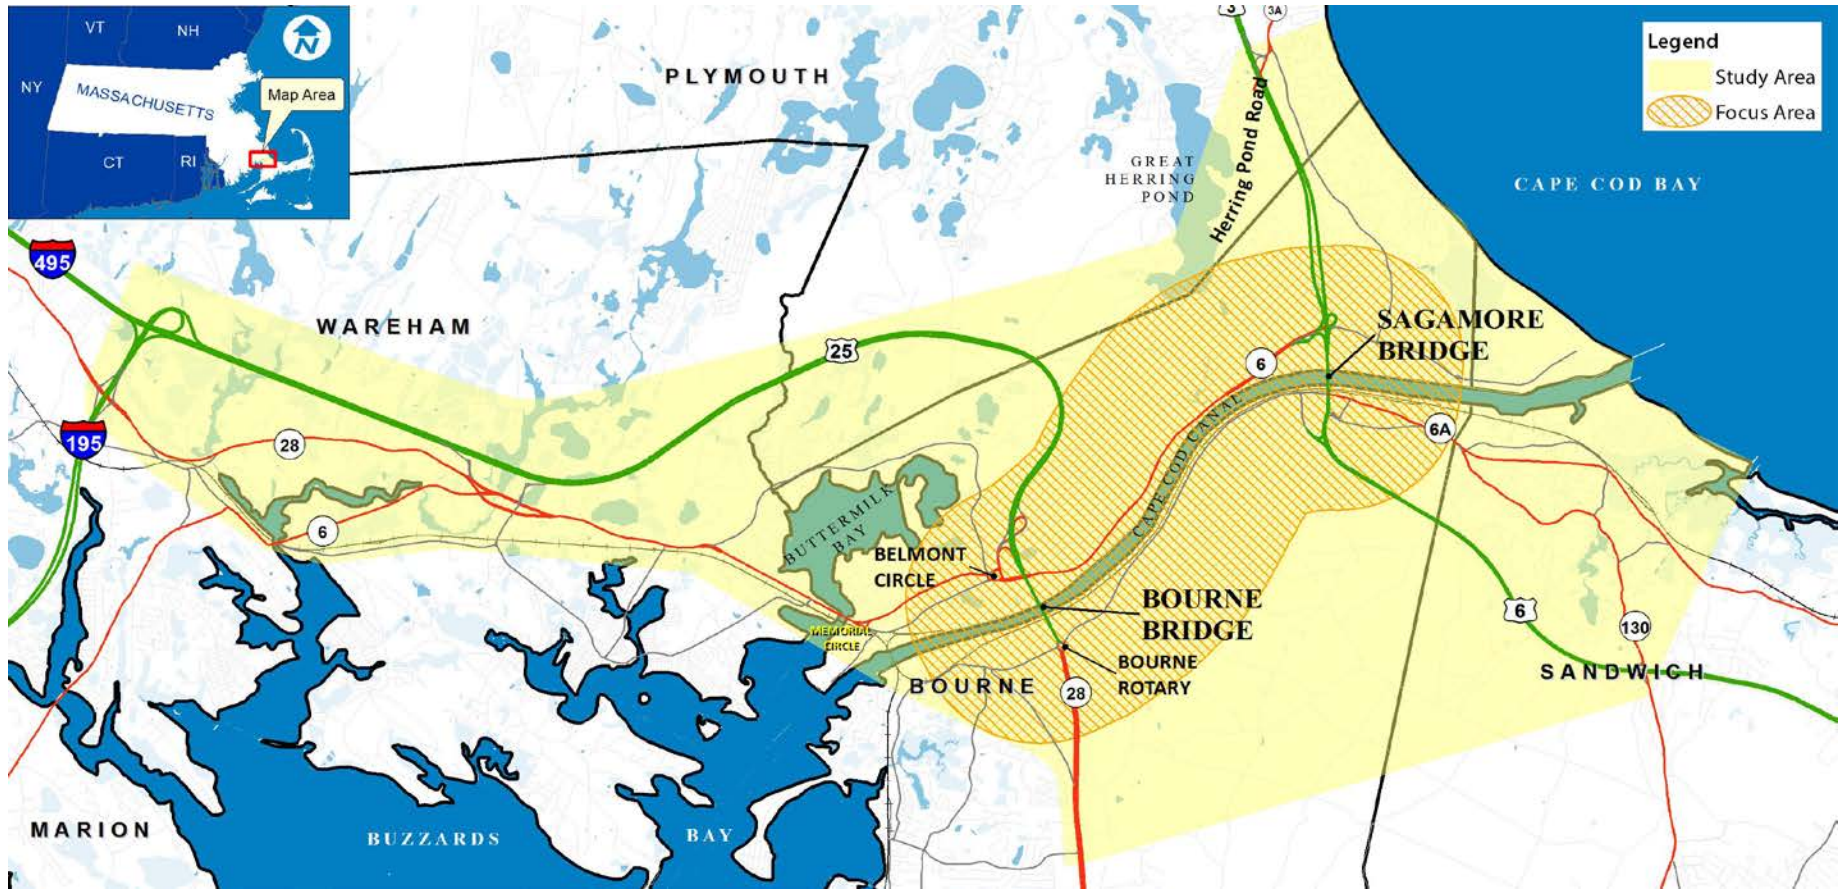 VT
NH
N
NY
MASSACHUSETTS
Map Area
CT
RI
PLYMOUTH
3
3A
Legend
Study Area
Focus Area
Herring Pond Road
GREAT
HERRING
POND
CAPE COD BAY
495
WAREHAM
25
SAGAMORE
BRIDGE
6
195
28
6A
CAPE COD CANAL
6
BUTTERMILK
BAY
BELMONT
CIRCLE
BOURNE
BRIDGE
6
130
MEMORIAL
CIRCLE
BOURNE
ROTARY
BOURNE
28
SANDWICH
MARION
BUZZARDS
BAY